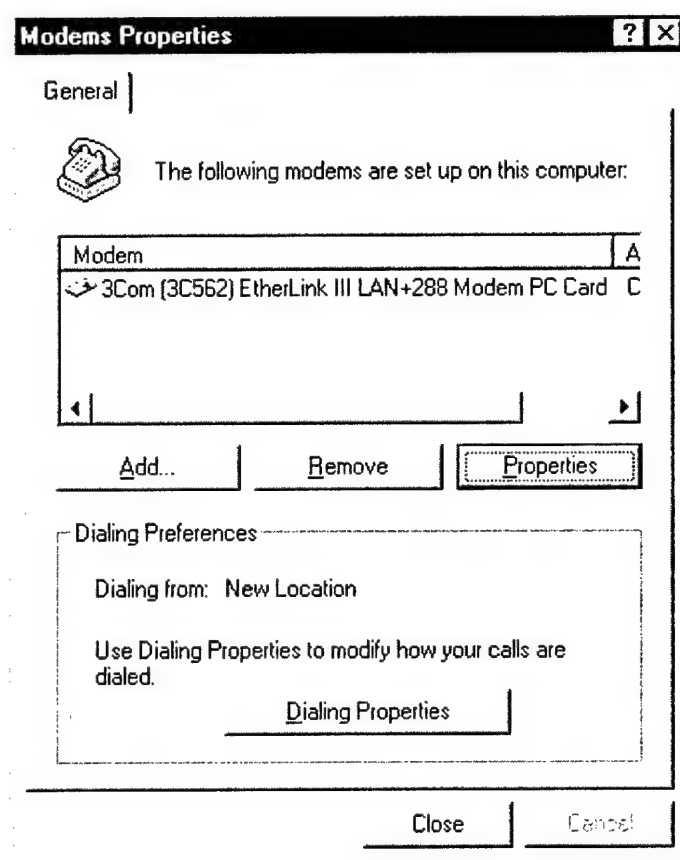 Modems Properties ? X
General
The following modems are set up on this computer:
Modem A
3Com (3C562) EtherLink III LAN+288 Modem PC Card C
Add... Remove Properties
Dialing Preferences
Dialing from: New Location
Use Dialing Properties to modify how your calls are
dialed.
Dialing Properties
Close Cancel